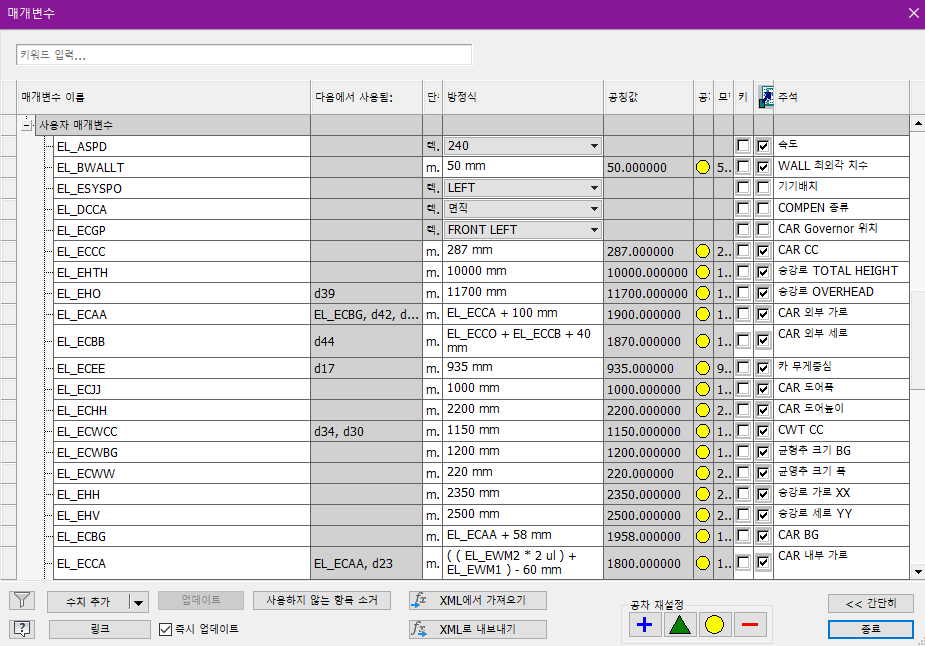 매개변수
키워드 입력...
매개변수 이름 다음에서 사용됨: 단 방정식 공칭값 공 모 키 주석
사용자 매개변수
EL_ASPD 텍. 240 속도
EL_BWALLT m. 50 mm 50.000000 5.. WALL 최외각 치수
EL_ESYSPO 텍. LEFT 기기배치
EL_DCCA 텍. 면직 COMPEN 종류
EL_ECGP 텍. FRONT LEFT CAR Governor 위치
EL_ECCC m. 287 mm 287.000000 2.. CAR CC
EL_EHTH m. 10000 mm 10000.000000 1.. 승강로 TOTAL HEIGHT
EL_EHO d39 m. 11700 mm 11700.000000 1.. 승강로 OVERHEAD
EL_ECAA EL_ECBG, d42, d... m. EL_ECCA + 100 mm 1900.000000 1.. CAR 외부 가로
EL_ECBB d44 m. EL_ECCO + EL_ECCB + 40 mm 1870.000000 1.. CAR 외부 세로
EL_ECEE d17 m. 935 mm 935.000000 9.. 카 무게중심
EL_ECJJ m. 1000 mm 1000.000000 1.. CAR 도어폭
EL_ECHH m. 2200 mm 2200.000000 2.. CAR 도어높이
EL_ECWCC d34, d30 m. 1150 mm 1150.000000 1.. CWT CC
EL_ECWBG m. 1200 mm 1200.000000 1.. 균형추 크기 BG
EL_ECWW m. 220 mm 220.000000 2.. 균영추 크기 폭
EL_EHH m. 2350 mm 2350.000000 2.. 승강로 가로 XX
EL_EHV m. 2500 mm 2500.000000 2.. 승강로 세로 YY
EL_ECBG m. EL_ECAA + 58 mm 1958.000000 1.. CAR BG
EL_ECCA EL_ECAA, d23 m. ( ( EL_EWM2 * 2 ul ) + EL_EWM1 ) - 60 mm 1800.000000 1.. CAR 내부 가로
수치 추가 업데이트 사용하지 않는 항목 소거 XML에서 가져오기 공차 재설정 << 간단히
링크 즉시 업데이트 XML로 내보내기 종료